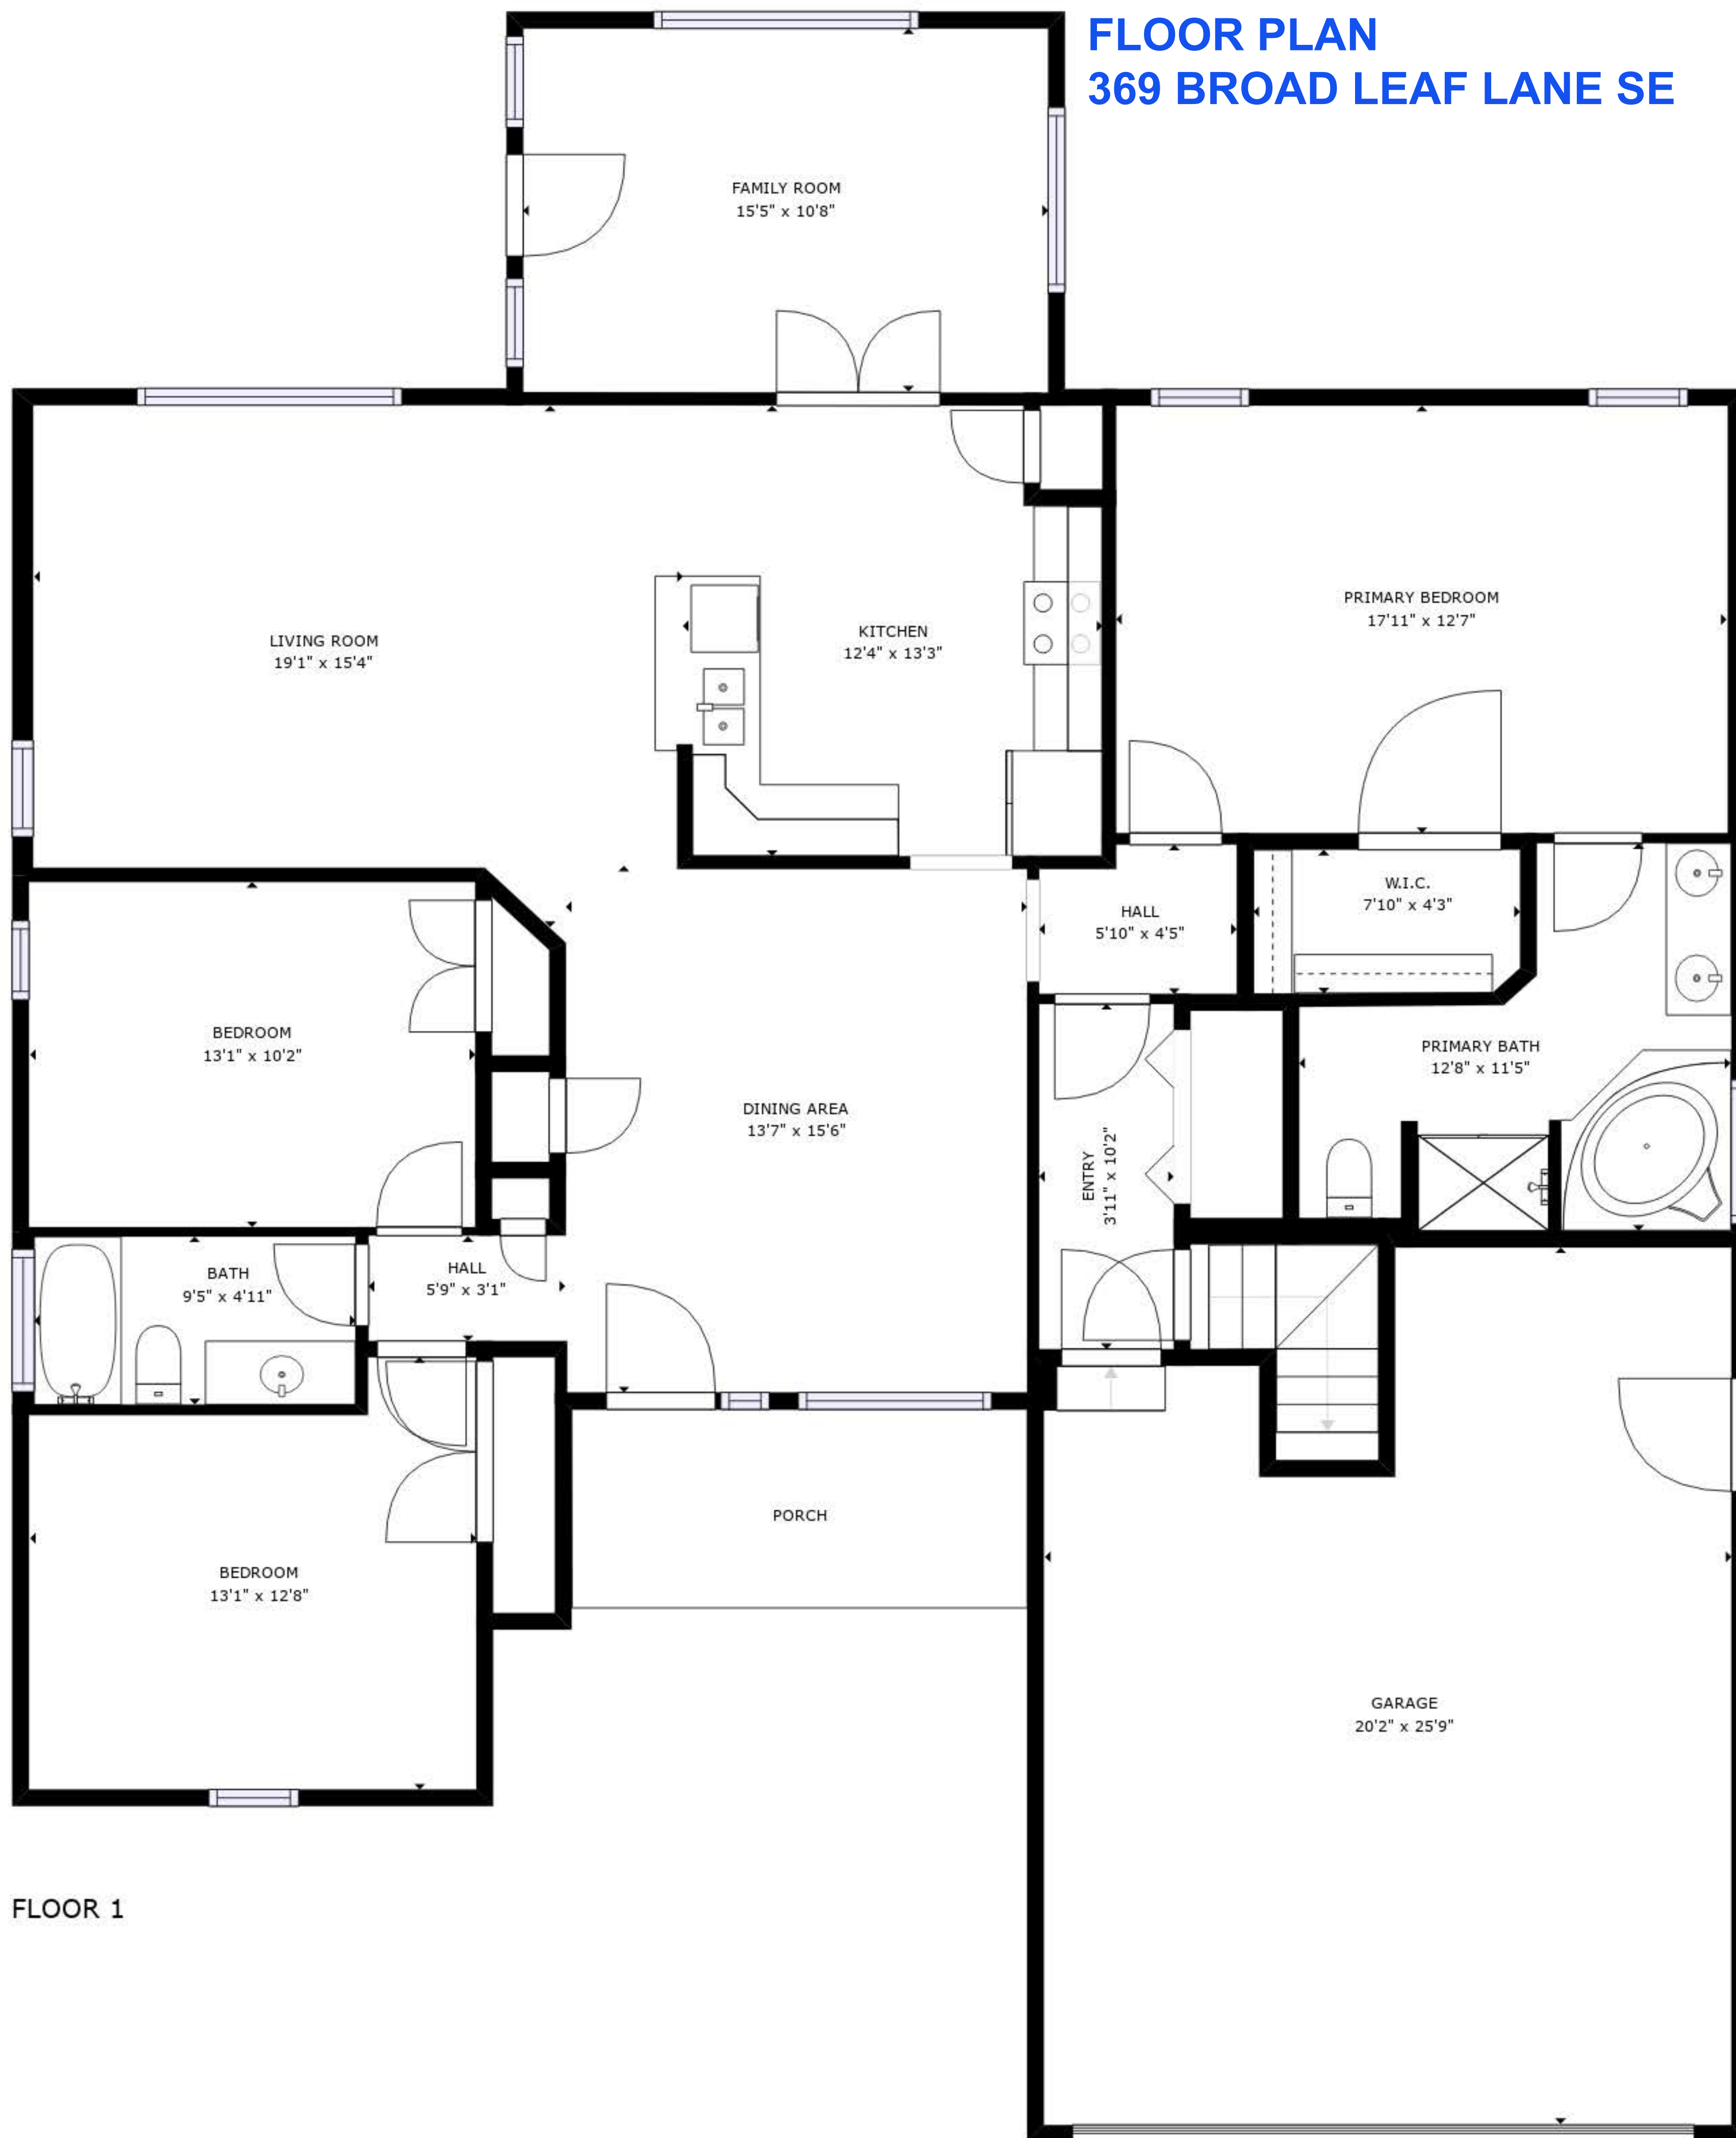 FLOOR PLAN
369 BROAD LEAF LANE SE
FAMILY ROOM
15'5" x 10'8"
LIVING ROOM
19'1" x 15'4"
KITCHEN
12'4" x 13'3"
PRIMARY BEDROOM
17'11" x 12'7"
HALL
5'10" x 4'5"
W.I.C.
7'10" x 4'3"
BEDROOM
13'1" x 10'2"
DINING AREA
13'7" x 15'6"
ENTRY
3'11" x 10'2"
PRIMARY BATH
12'8" x 11'5"
BATH
9'5" x 4'11"
HALL
5'9" x 3'1"
PORCH
BEDROOM
13'1" x 12'8"
GARAGE
20'2" x 25'9"
FLOOR 1